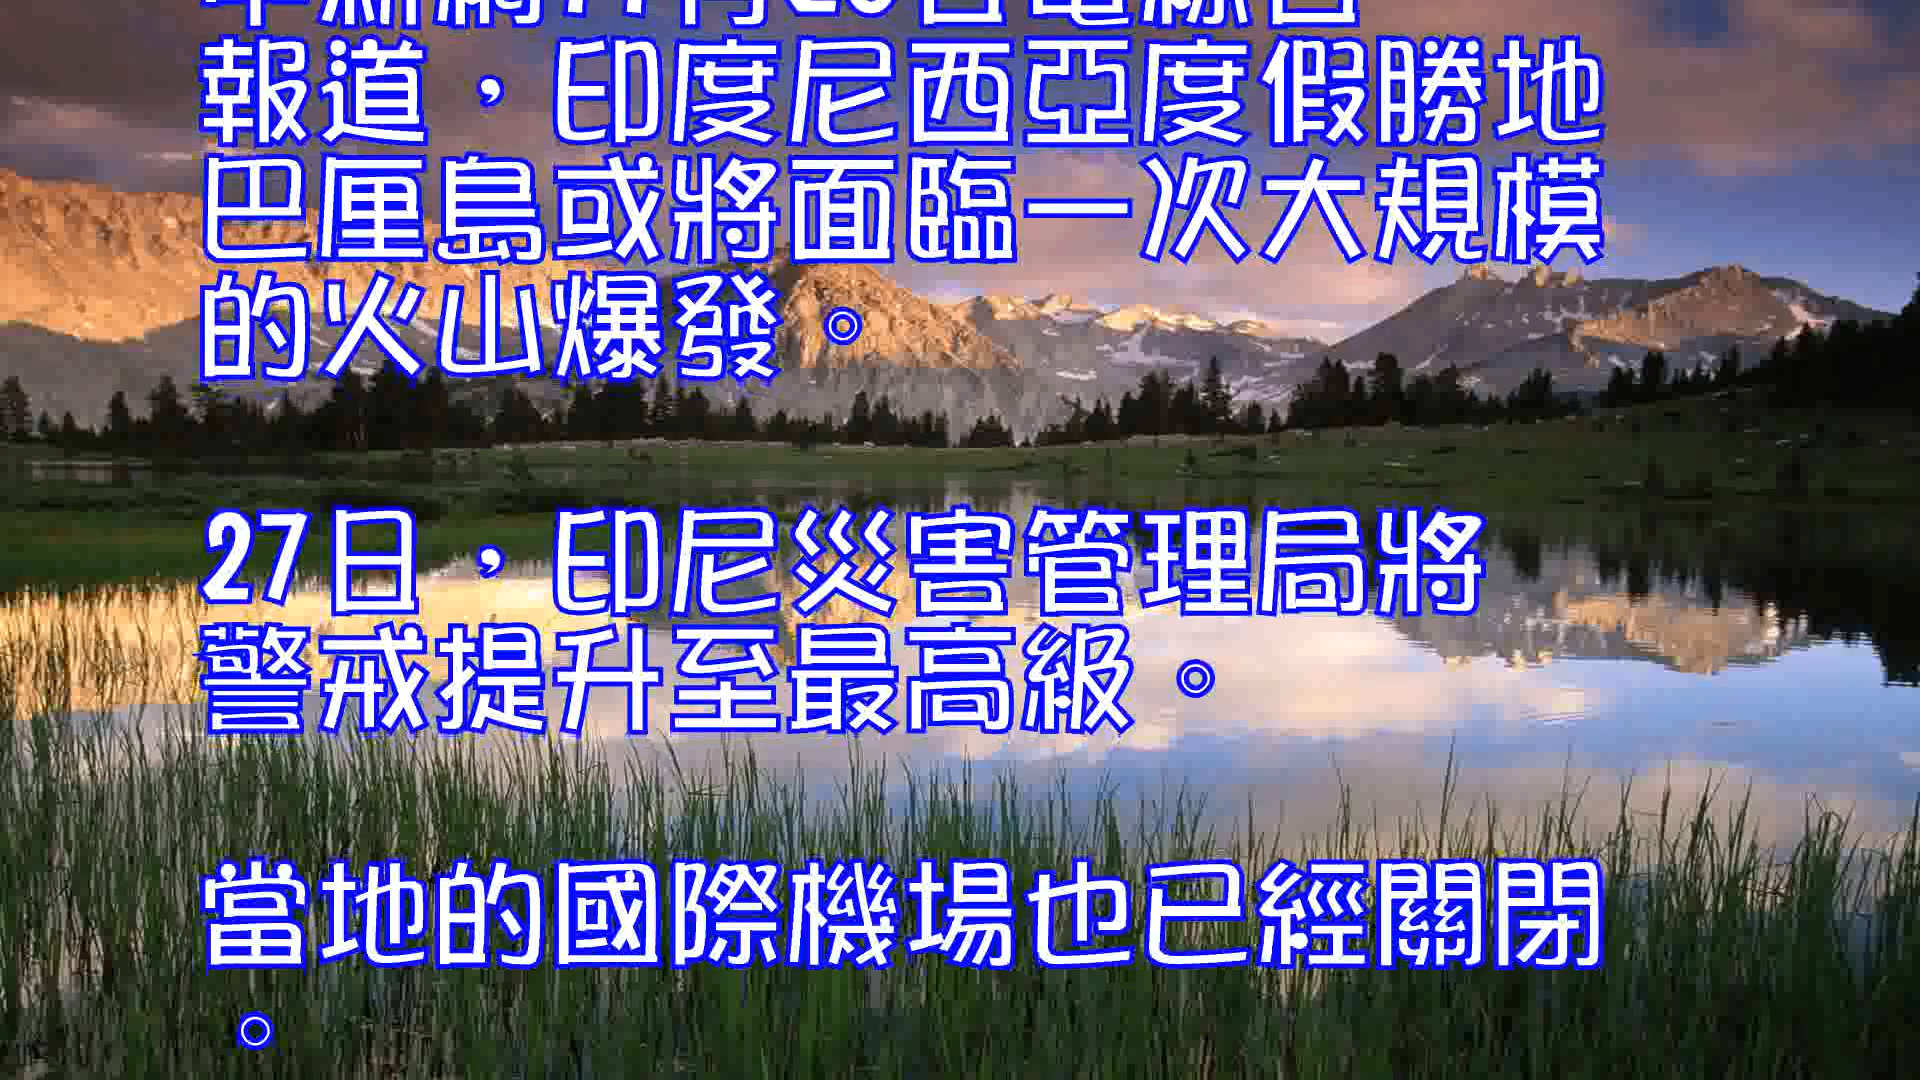 報道，印度尼西亞度假勝地
巴厘島或將面臨一次大規模
的火山爆發。
27日，印尼災害管理局將
警戒提升至最高級。
當地的國際機場也已經關閉
。